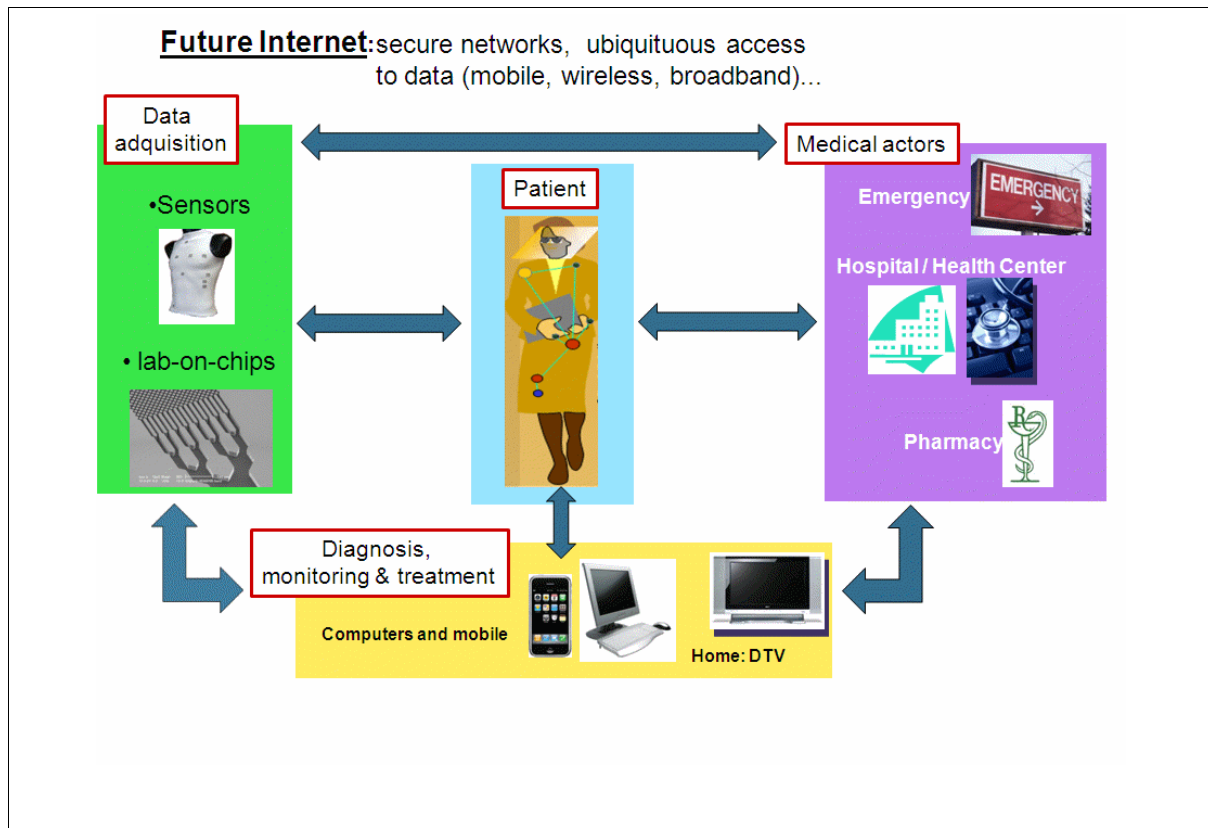 Future Internet: secure networks, ubiquituous access
to data (mobile, wireless, broadband)...
Data
adquisition
•Sensors
• lab-on-chips
Patient
Medical actors
Emergency
EMERGENCY
→
Hospital / Health Center
Pharmacy
Diagnosis,
monitoring & treatment
Computers and mobile
Home: DTV